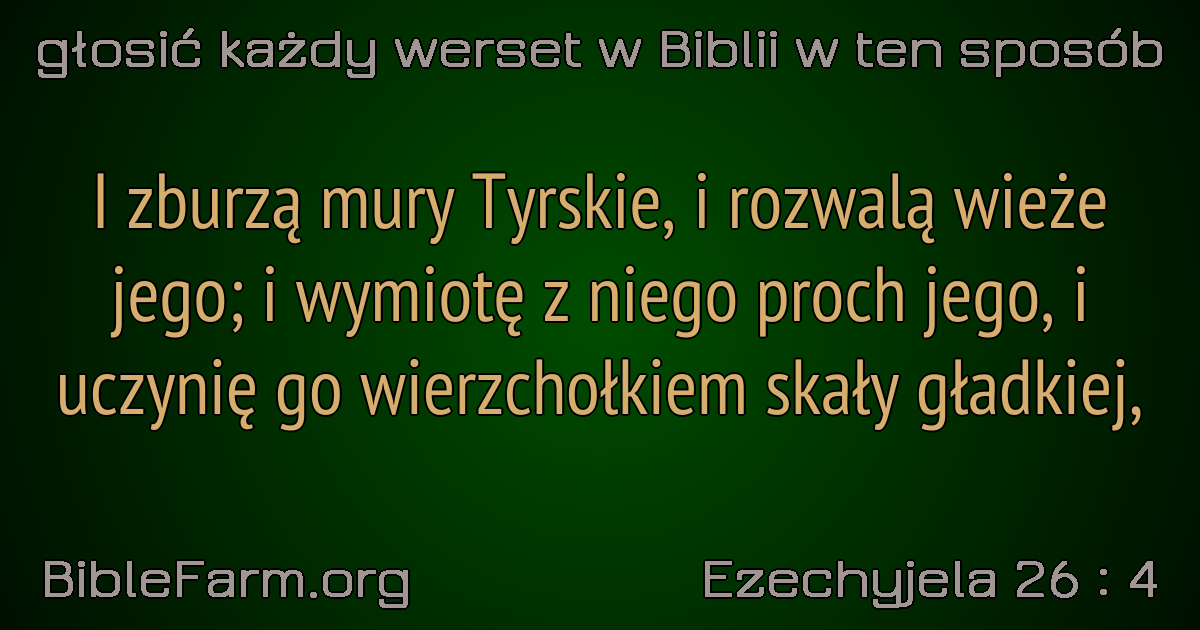 głosić każdy werset w Biblii w ten sposób
I zburzą mury Tyrskie, i rozwalą wieże
jego; i wymiotę z niego proch jego, i
uczynię go wierzchołkiem skały gładkiej,
BibleFarm.org
Ezechyjela 26 : 4